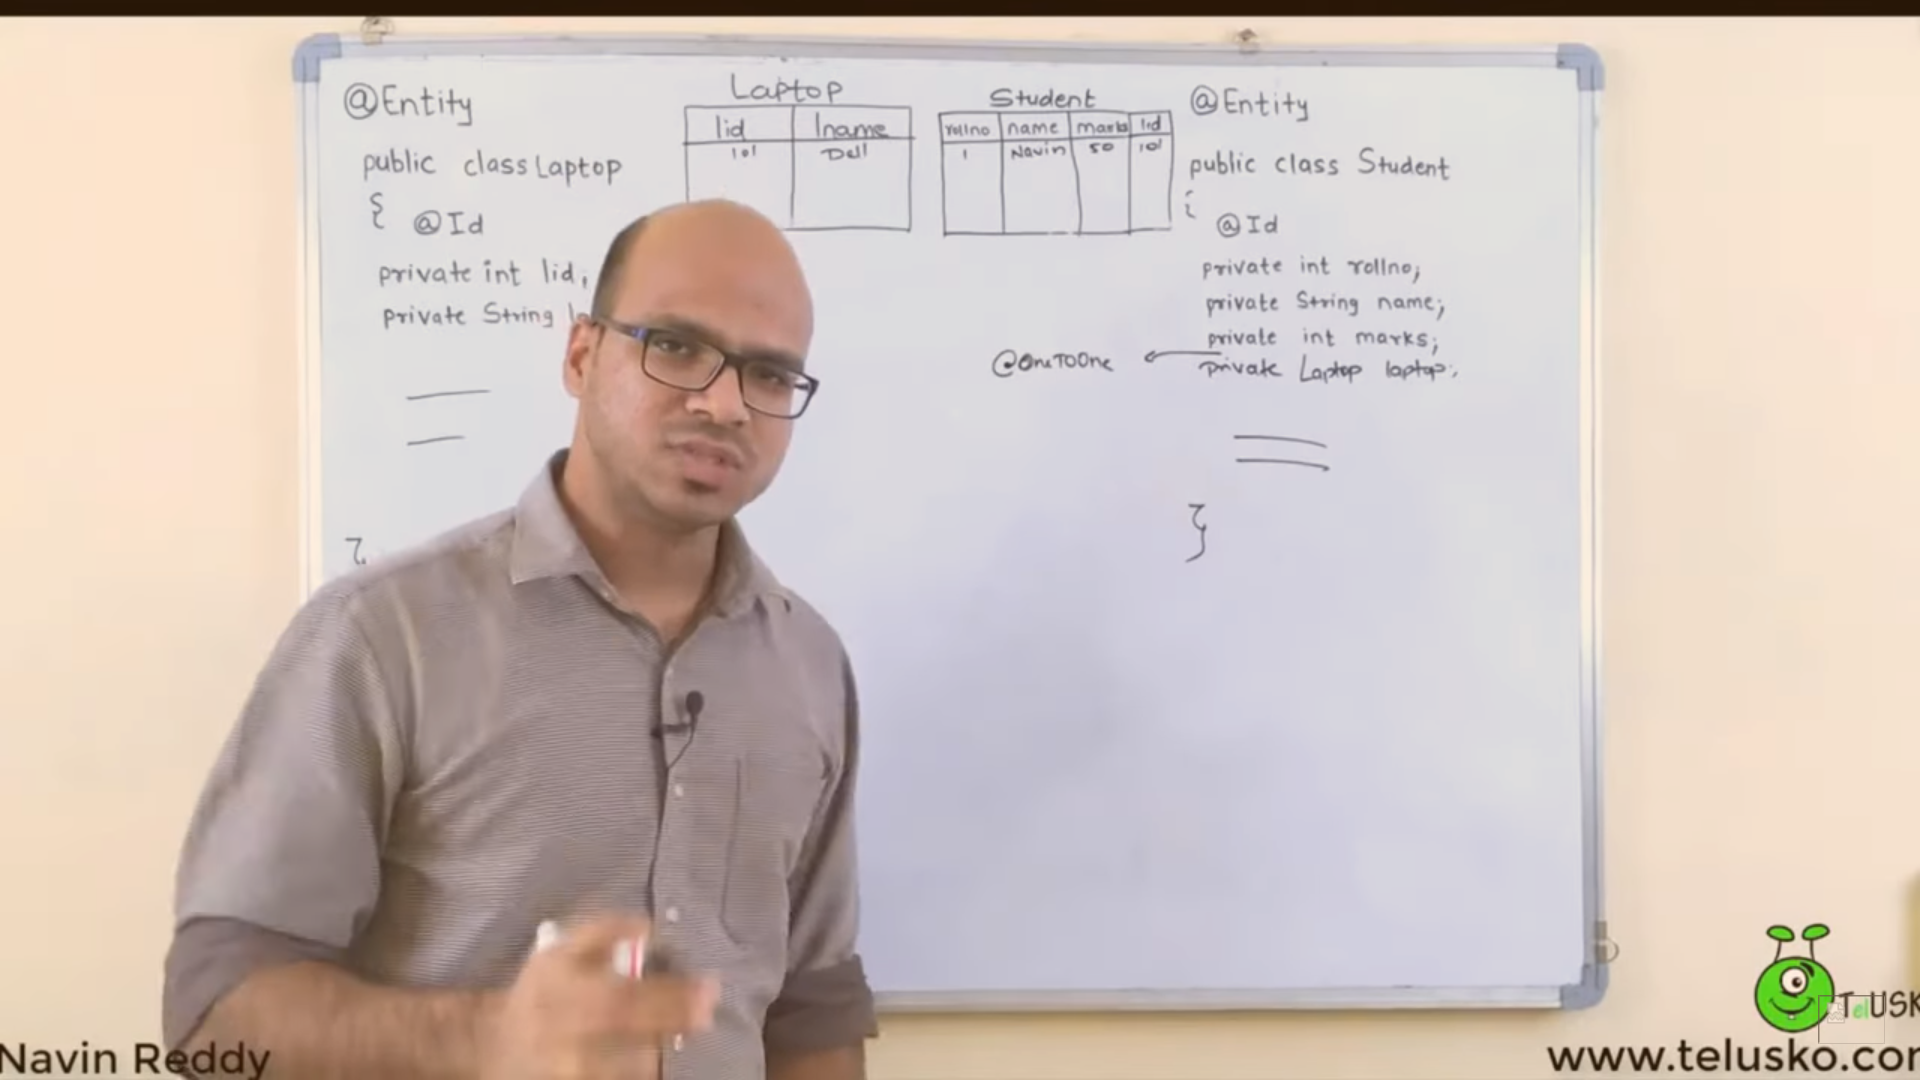 @Entity
public class Laptop
{ @Id
private int lid;
private String
}
Laptop
lid lname
101 Dell
Student
rollno name marks lid
1 Navin 50 101
@OneToOne
@Entity
public class Student
{
@Id
private int rollno;
private String name;
private int marks;
private Laptop laptop;
}
Navin Reddy
www.telusko.com